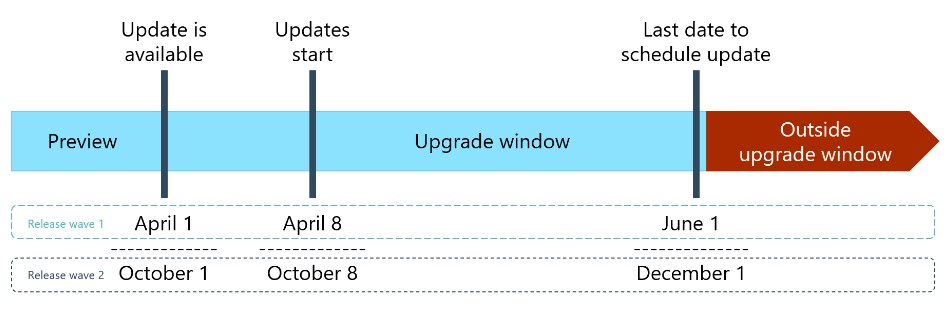 Update is
available
Updates
start
Last date to
schedule update
Preview
Upgrade window
Outside
upgrade window
Release wave 1 April 1 April 8 June 1
Release wave 2 October 1 October 8 December 1